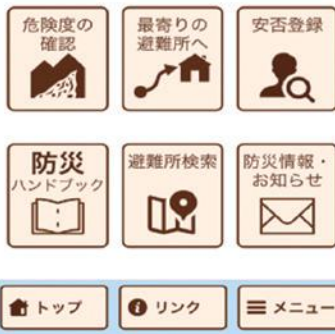 危険度の
確認
最寄りの
避難所へ
安否登録
防災
ハンドブック
避難所検索
防災情報・
お知らせ
トップ
リンク
メニュー